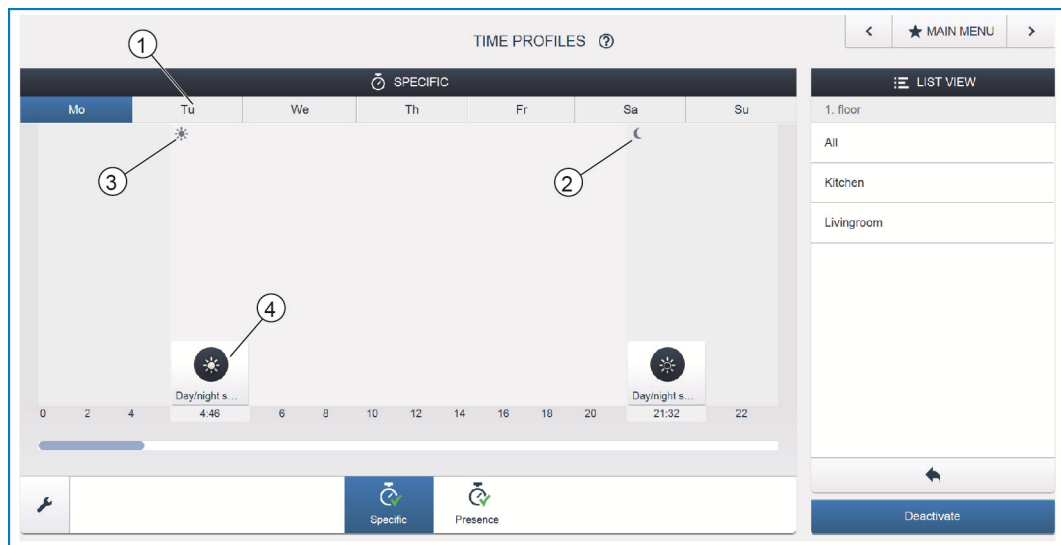 TIME PROFILES ?
< ★ MAIN MENU >
1
SPECIFIC
LIST VIEW
Mo Tu We Th Fr Sa Su
1. floor
All
3
2
Kitchen
Livingroom
4
Day/night s... Day/night s...
0 2 4 4:46 6 8 10 12 14 16 18 20 21:32 22
Specific Presence
Deactivate